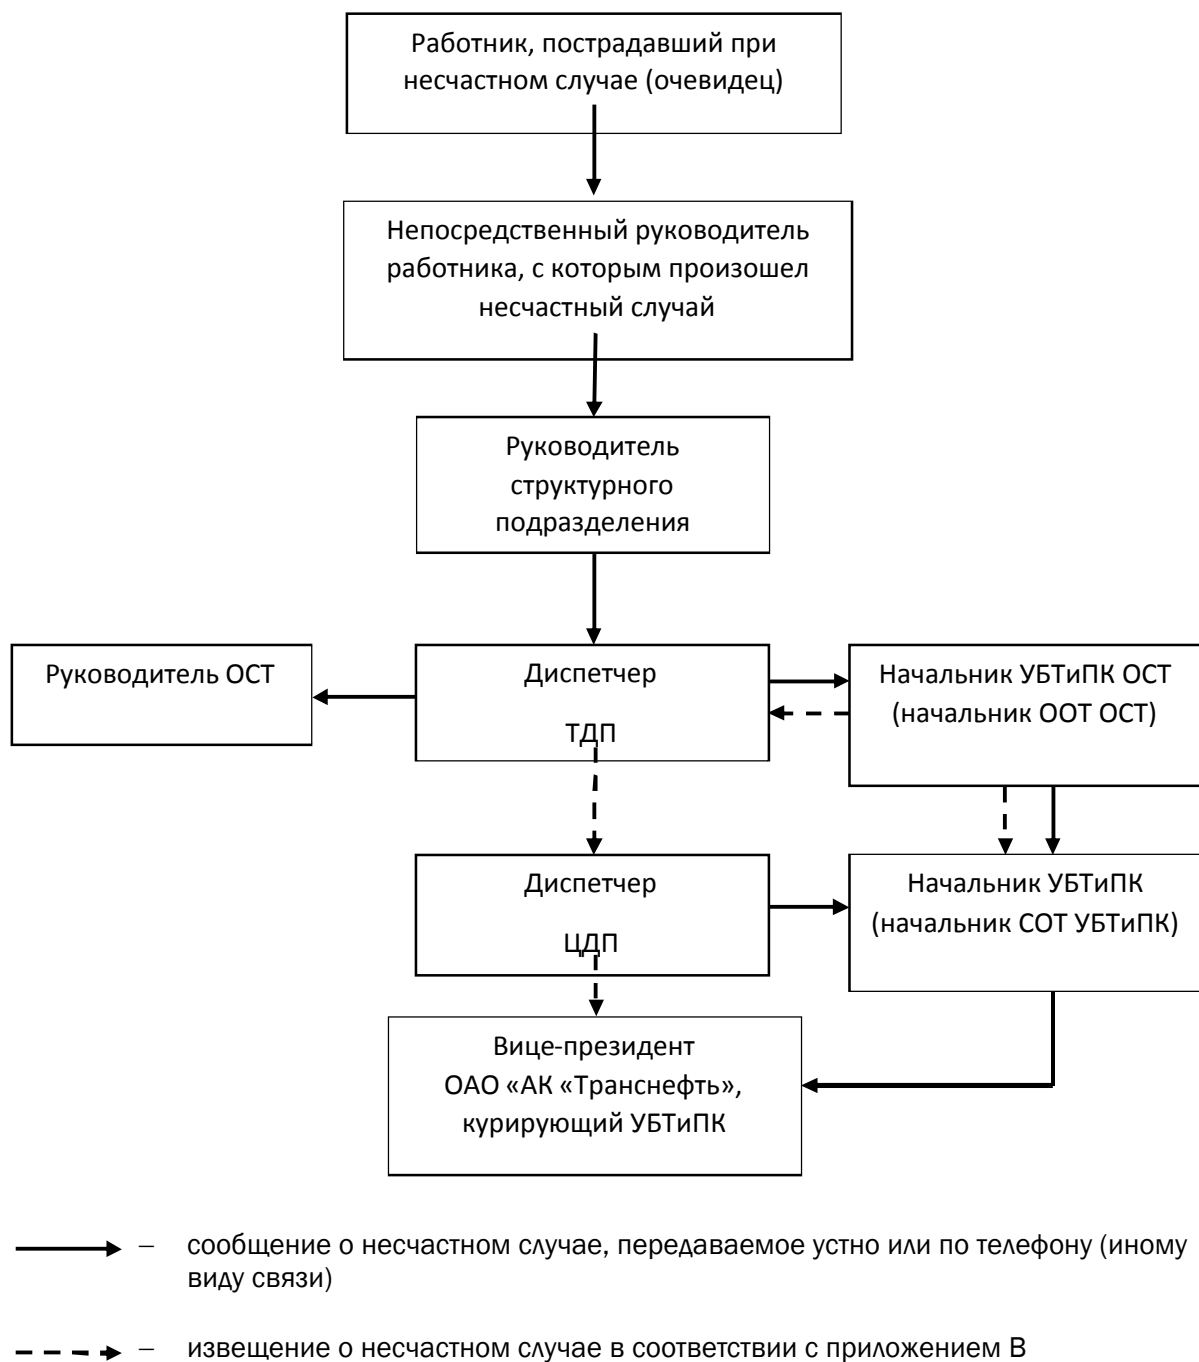 Работник, пострадавший при
несчастном случае (очевидец)
Непосредственный руководитель
работника, с которым произошел
несчастный случай
Руководитель
структурного
подразделения
Руководитель ОСТ
Диспетчер
ТДП
Начальник УБТиПК ОСТ
(начальник ООТ ОСТ)
Диспетчер
ЦДП
Начальник УБТиПК
(начальник СОТ УБТиПК)
Вице-президент
ОАО «АК «Транснефть»,
курирующий УБТиПК
– сообщение о несчастном случае, передаваемое устно или по телефону (иному
виду связи)
– извещение о несчастном случае в соответствии с приложением В